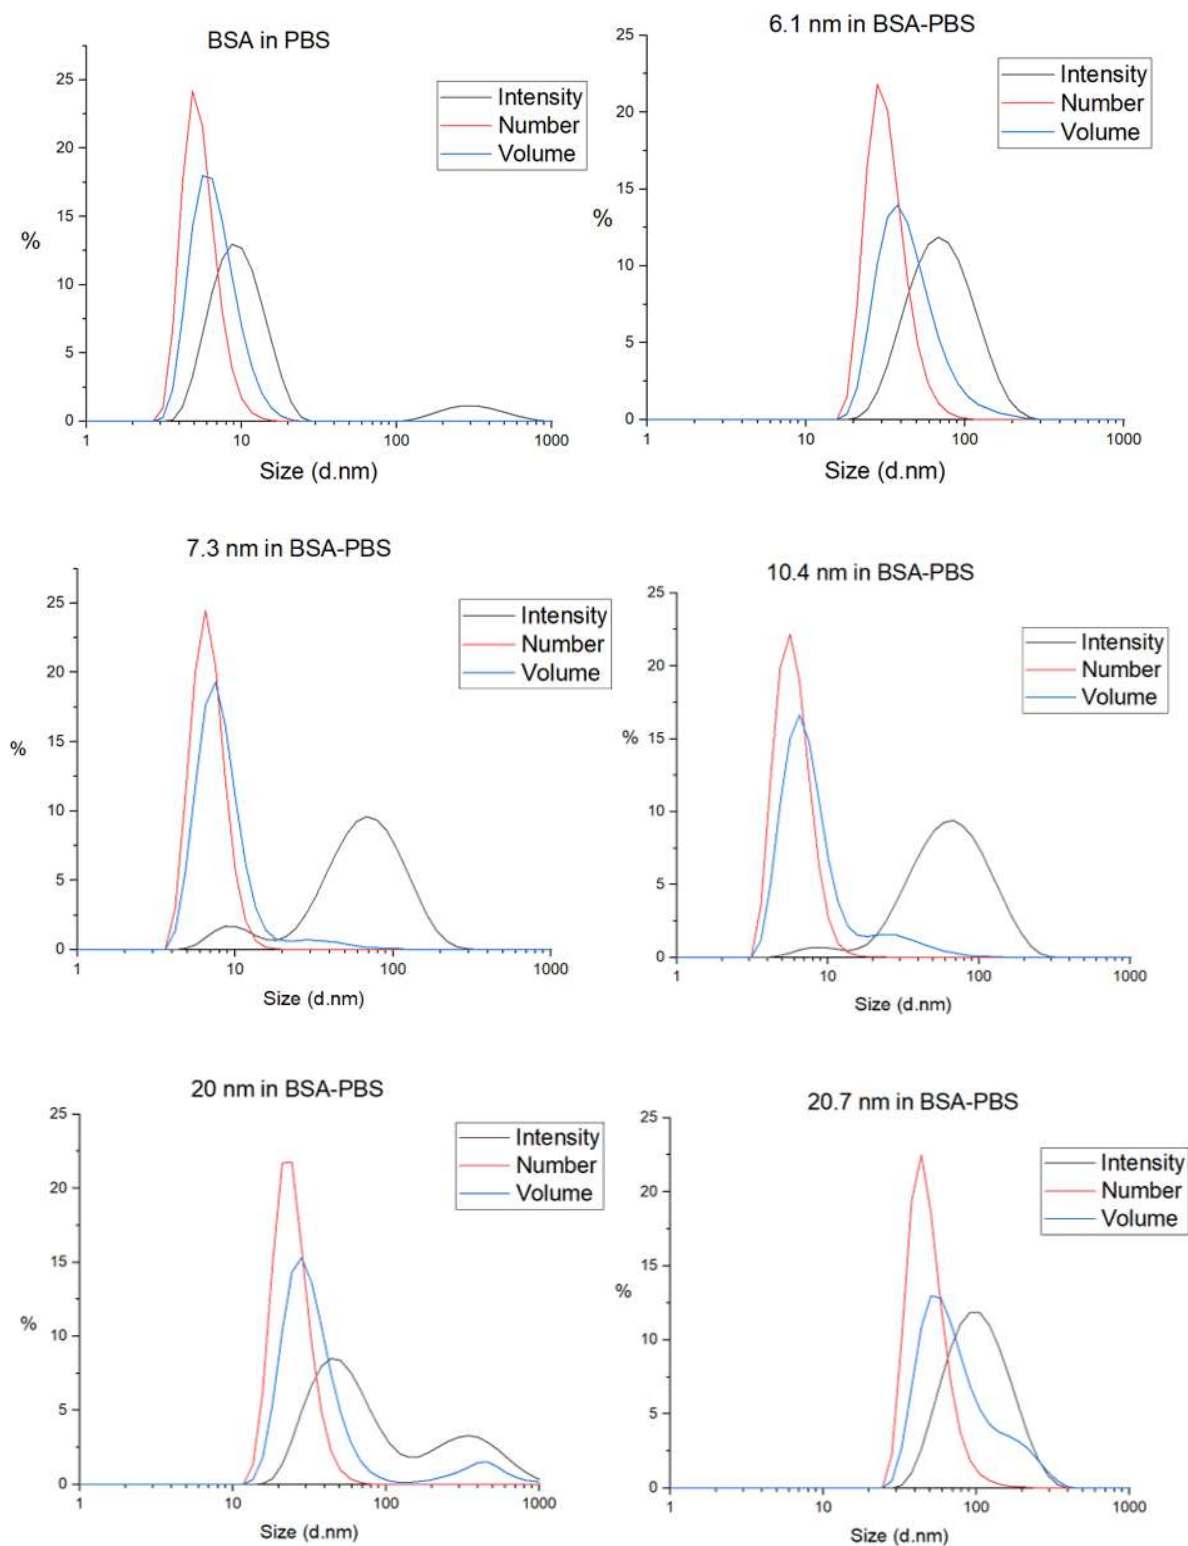 BSA in PBS
Intensity
Number
Volume
25
20
15
10
5
0
%
1
10
100
1000
Size (d.nm)
6.1 nm in BSA-PBS
Intensity
Number
Volume
25
20
15
10
5
0
%
1
10
100
1000
Size (d.nm)
7.3 nm in BSA-PBS
Intensity
Number
Volume
25
20
15
10
5
0
%
1
10
100
1000
Size (d.nm)
10.4 nm in BSA-PBS
Intensity
Number
Volume
25
20
15
10
5
0
%
1
10
100
1000
Size (d.nm)
20 nm in BSA-PBS
Intensity
Number
Volume
25
20
15
10
5
0
%
1
10
100
1000
Size (d.nm)
20.7 nm in BSA-PBS
Intensity
Number
Volume
25
20
15
10
5
0
%
1
10
100
1000
Size (d.nm)